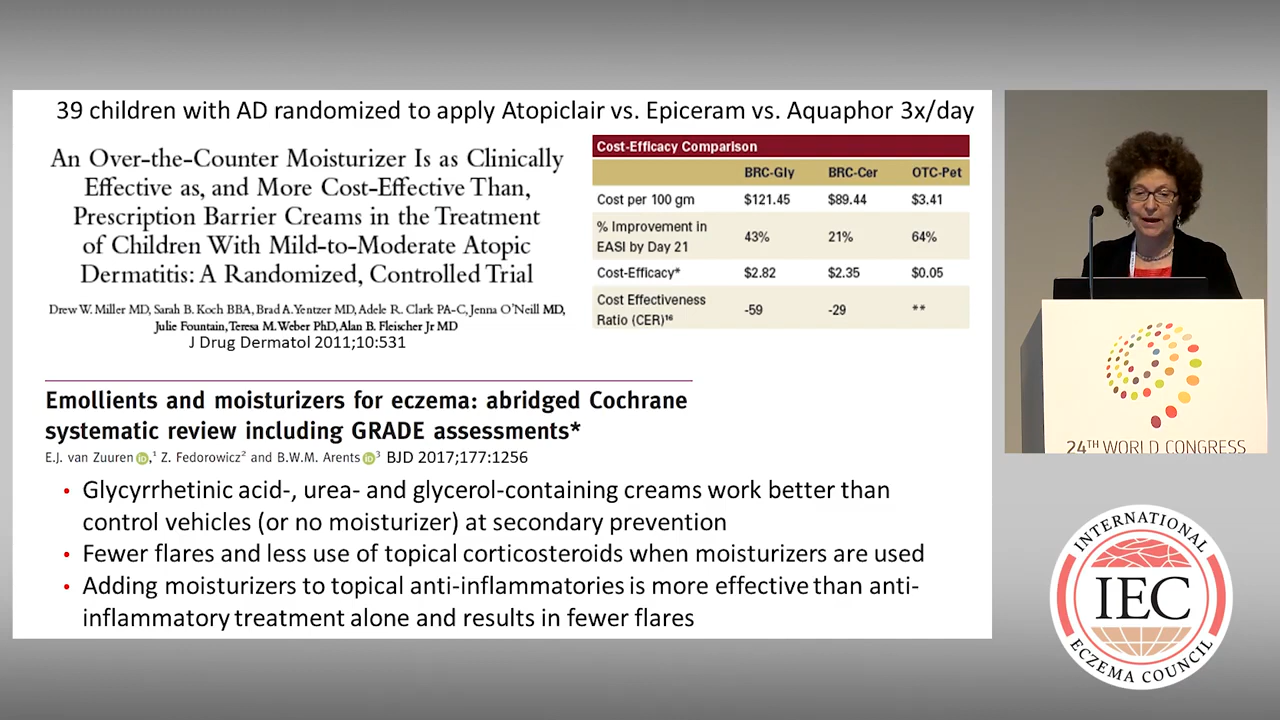 39 children with AD randomized to apply Atopiclair vs. Epiceram vs. Aquaphor 3x/day
An Over-the-Counter Moisturizer Is as Clinically
Effective as, and More Cost-Effective Than,
Prescription Barrier Creams in the Treatment
of Children With Mild-to-Moderate Atopic
Dermatitis: A Randomized, Controlled Trial
Drew W. Miller MD, Sarah B. Koch BBA, Brad A. Yentzer MD, Adele R. Clark PA-C, Jenna O'Neill MD,
Julie Fountain, Teresa M. Weber PhD, Alan B. Fleischer Jr MD
J Drug Dermatol 2011;10:531
Cost-Efficacy Comparison
BRC-Gly BRC-Cer OTC-Pet
Cost per 100 gm $121.45 $89.44 $3.41
% Improvement in
EASI by Day 21 43% 21% 64%
Cost-Efficacy* $2.82 $2.35 $0.05
Cost Effectiveness
Ratio (CER)¹⁶ -59 -29 **
Emollients and moisturizers for eczema: abridged Cochrane
systematic review including GRADE assessments*
E.J. van Zuuren iD,¹ Z. Fedorowicz² and B.W.M. Arents iD³ BJD 2017;177:1256
• Glycyrrhetinic acid-, urea- and glycerol-containing creams work better than
control vehicles (or no moisturizer) at secondary prevention
• Fewer flares and less use of topical corticosteroids when moisturizers are used
• Adding moisturizers to topical anti-inflammatories is more effective than anti-
inflammatory treatment alone and results in fewer flares
24TH WORLD CONGRESS
INTERNATIONAL
IEC
ECZEMA COUNCIL